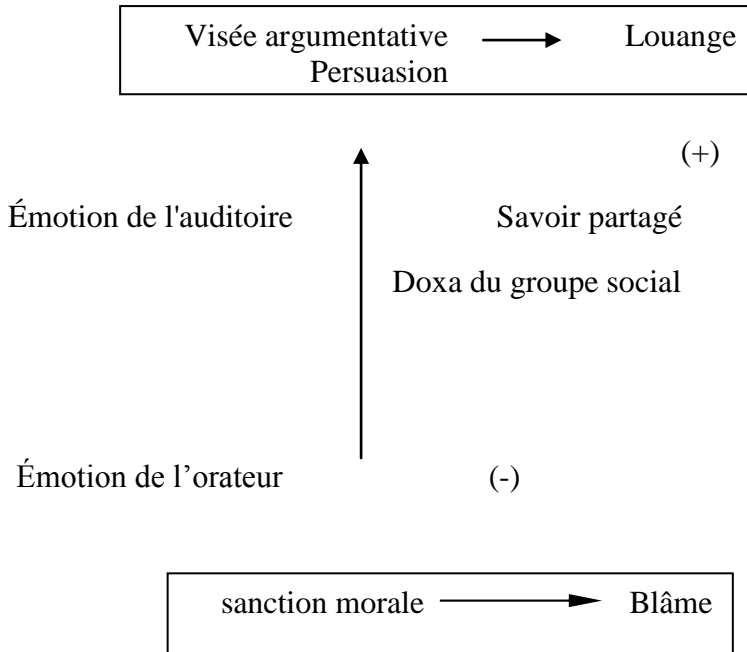 Visée argumentative Louange
Persuasion
(+)
Émotion de l'auditoire Savoir partagé
Doxa du groupe social
Émotion de l’orateur (-)
sanction morale Blâme